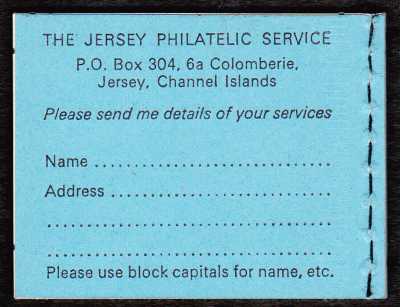 THE JERSEY PHILATELIC SERVICE
P.O. Box 304, 6a Colomberie,
Jersey, Channel Islands
Please send me details of your services
Name ..............................................
Address ..........................................
..........................................................
..........................................................
Please use block capitals for name, etc.